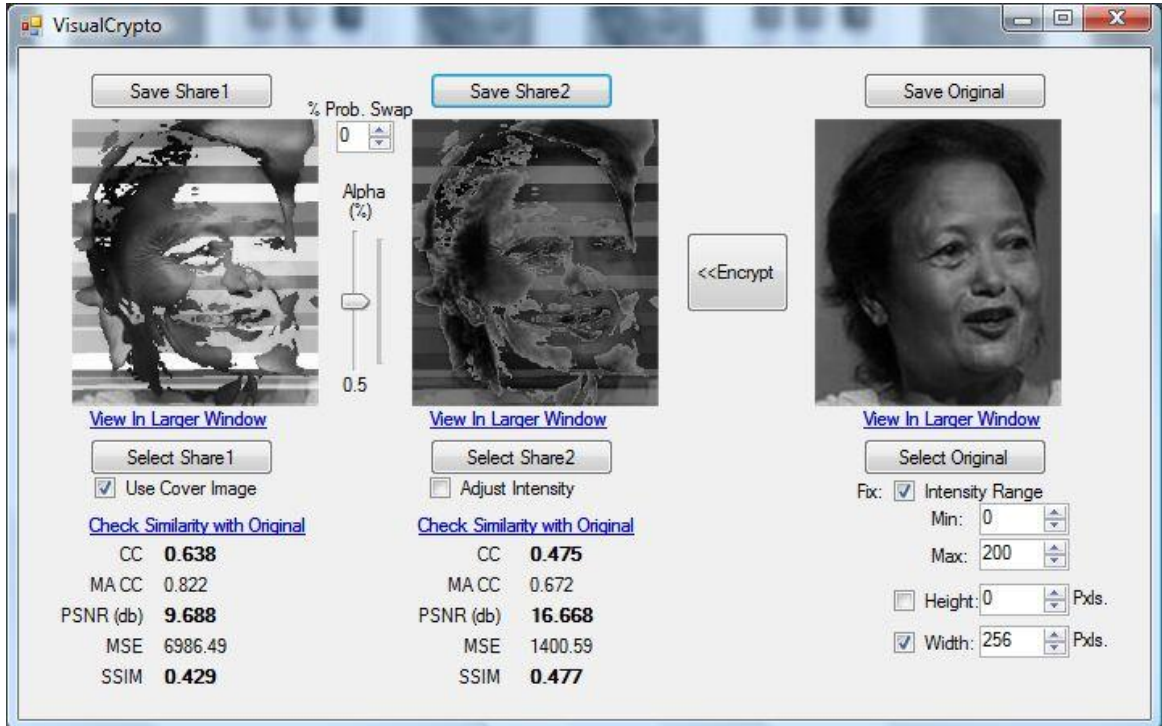 VisualCrypto
Save Share1
Save Share2
Save Original
% Prob. Swap
0
Alpha
(%)
0.5
<<Encrypt
View In Larger Window
View In Larger Window
View In Larger Window
Select Share1
Select Share2
Select Original
Use Cover Image
Adjust Intensity
Fix: Intensity Range
Min: 0
Max: 200
Height: 0 Pxls.
Width: 256 Pxls.
Check Similarity with Original
CC 0.638
MA CC 0.822
PSNR (db) 9.688
MSE 6986.49
SSIM 0.429
Check Similarity with Original
CC 0.475
MA CC 0.672
PSNR (db) 16.668
MSE 1400.59
SSIM 0.477